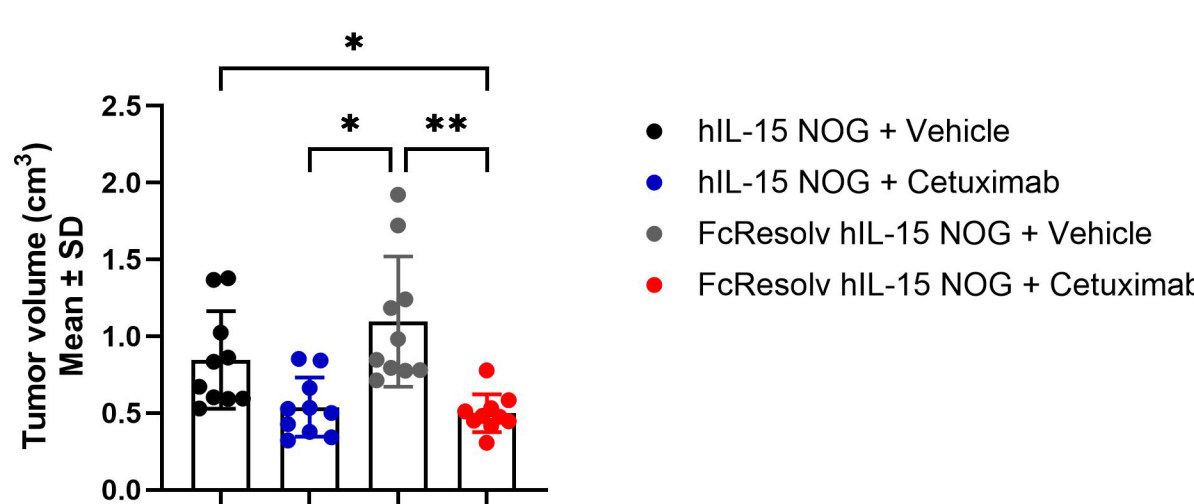 *
* **
2.5
2.0
1.5
1.0
0.5
0.0
Tumor volume (cm³)
Mean ± SD
hIL-15 NOG + Vehicle
hIL-15 NOG + Cetuximab
FcResolv hIL-15 NOG + Vehicle
FcResolv hIL-15 NOG + Cetuximab